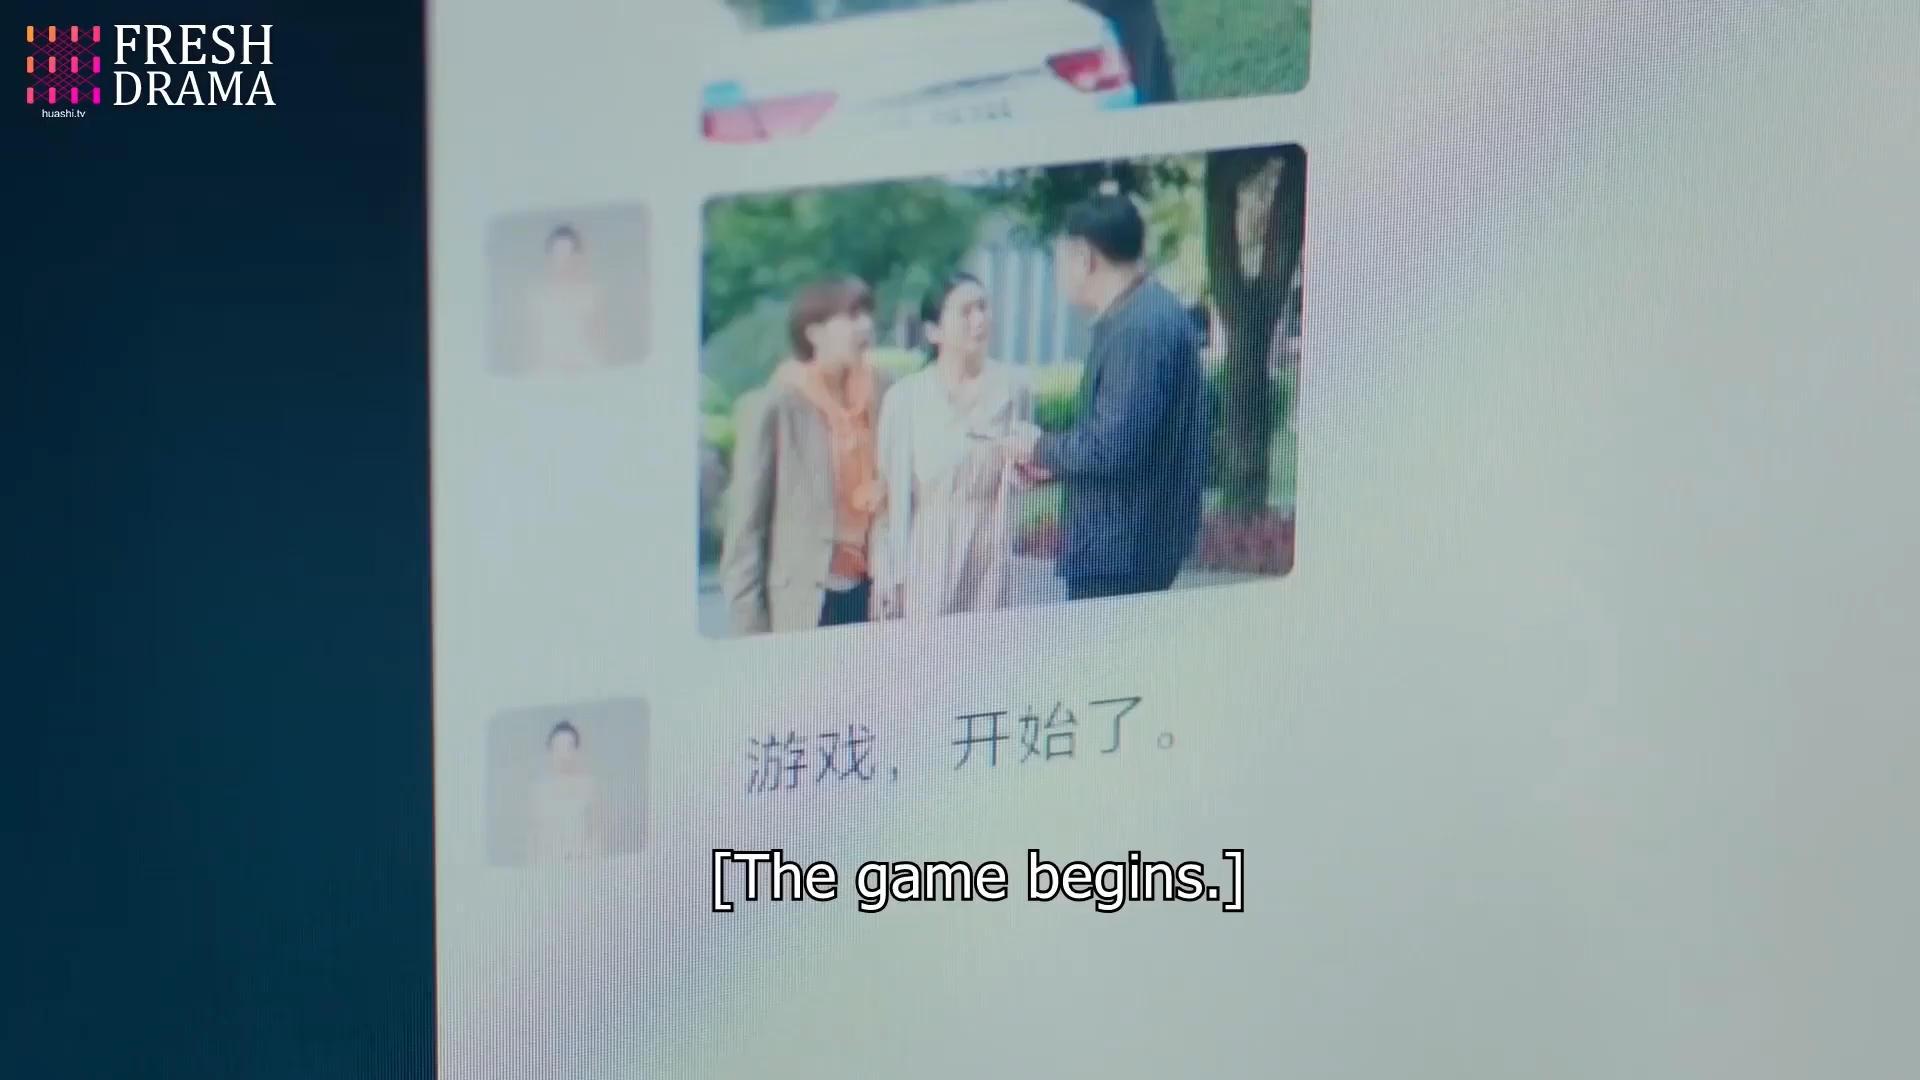 FRESH
DRAMA
huashi.tv
游戏，开始了。
[The game begins.]